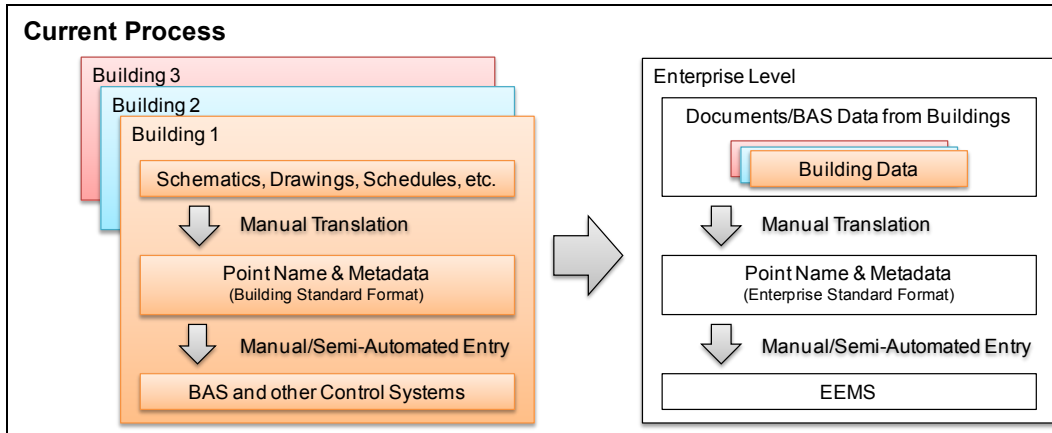 Current Process
Building 3
Building 2
Building 1
Schematics, Drawings, Schedules, etc.
Manual Translation
Point Name & Metadata
(Building Standard Format)
Manual/Semi-Automated Entry
BAS and other Control Systems
Enterprise Level
Documents/BAS Data from Buildings
Building Data
Manual Translation
Point Name & Metadata
(Enterprise Standard Format)
Manual/Semi-Automated Entry
EEMS